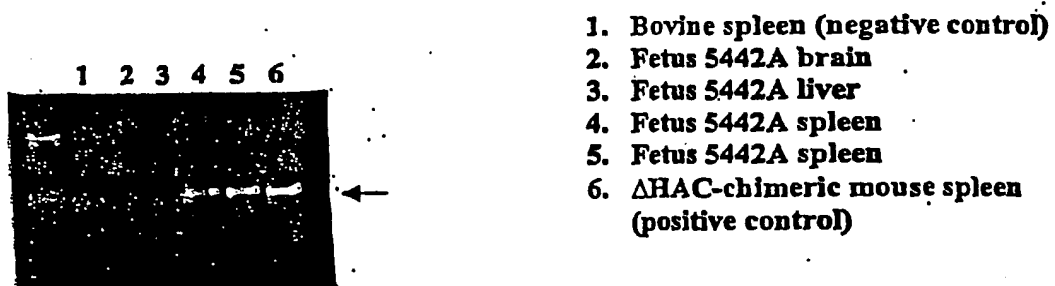 1 2 3 4 5 6
1. Bovine spleen (negative control)
2. Fetus 5442A brain
3. Fetus 5442A liver
4. Fetus 5442A spleen
5. Fetus 5442A spleen
6. ΔHAC-chimeric mouse spleen
(positive control)